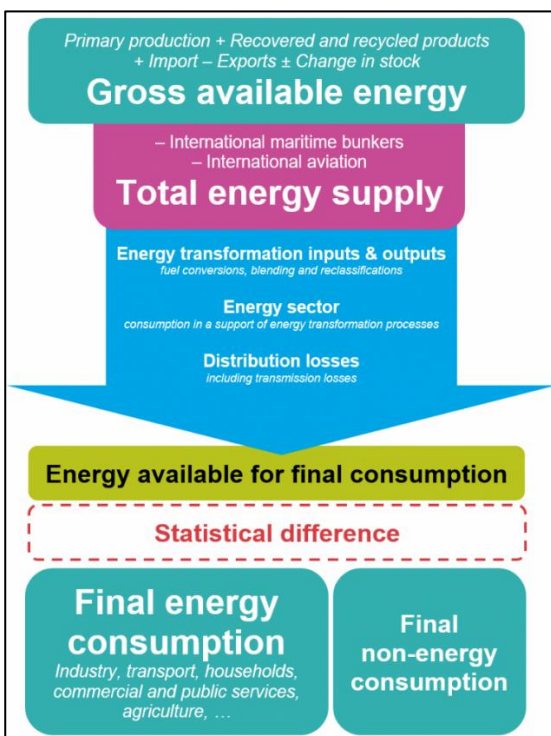 Primary production + Recovered and recycled products
+ Import – Exports ± Change in stock
Gross available energy
– International maritime bunkers
– International aviation
Total energy supply
Energy transformation inputs & outputs
fuel conversions, blending and reclassifications
Energy sector
consumption in a support of energy transformation processes
Distribution losses
including transmission losses
Energy available for final consumption
Statistical difference
Final energy
consumption
Industry, transport, households,
commercial and public services,
agriculture, …
Final
non-energy
consumption